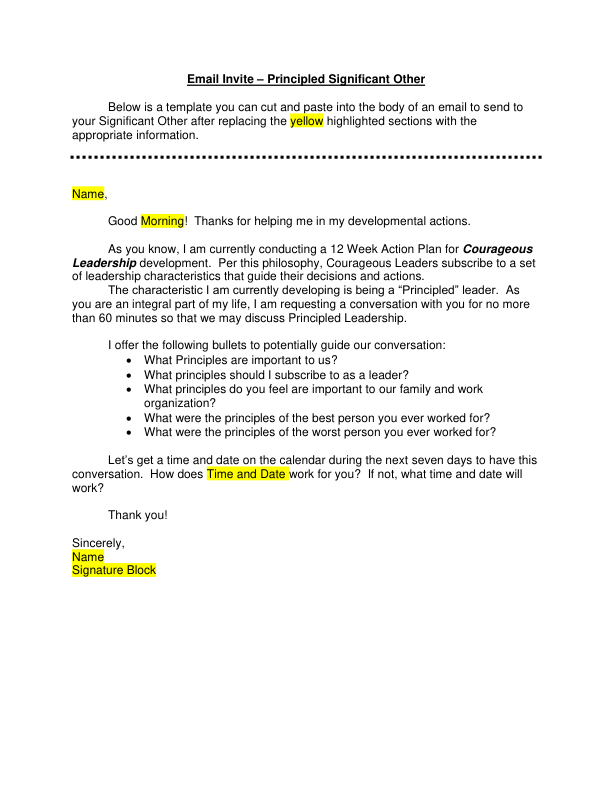 Email Invite – Principled Significant Other
Below is a template you can cut and paste into the body of an email to send to
your Significant Other after replacing the yellow highlighted sections with the
appropriate information.
Name,
Good Morning!  Thanks for helping me in my developmental actions.
As you know, I am currently conducting a 12 Week Action Plan for Courageous
Leadership development.  Per this philosophy, Courageous Leaders subscribe to a set
of leadership characteristics that guide their decisions and actions.
The characteristic I am currently developing is being a “Principled” leader.  As
you are an integral part of my life, I am requesting a conversation with you for no more
than 60 minutes so that we may discuss Principled Leadership.
I offer the following bullets to potentially guide our conversation:
• What Principles are important to us?
• What principles should I subscribe to as a leader?
• What principles do you feel are important to our family and work
organization?
• What were the principles of the best person you ever worked for?
• What were the principles of the worst person you ever worked for?
Let’s get a time and date on the calendar during the next seven days to have this
conversation.  How does Time and Date work for you?  If not, what time and date will
work?
Thank you!
Sincerely,
Name
Signature Block